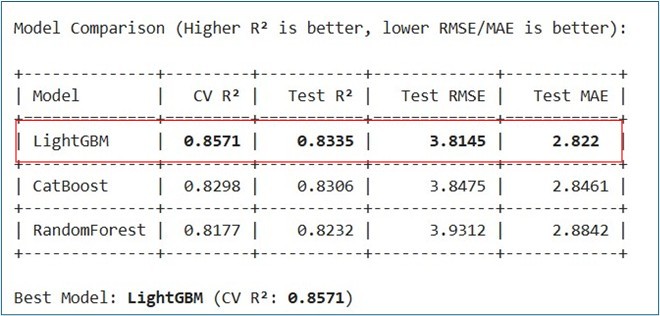 Model Comparison (Higher R² is better, lower RMSE/MAE is better):
+--------------+--------+----------+-----------+------------+
| Model | CV R² | Test R² | Test RMSE | Test MAE |
+--------------+--------+----------+-----------+------------+
| LightGBM | 0.8571 | 0.8335 | 3.8145 | 2.822 |
+--------------+--------+----------+-----------+------------+
| CatBoost | 0.8298 | 0.8306 | 3.8475 | 2.8461 |
+--------------+--------+----------+-----------+------------+
| RandomForest | 0.8177 | 0.8232 | 3.9312 | 2.8842 |
+--------------+--------+----------+-----------+------------+
Best Model: LightGBM (CV R²: 0.8571)